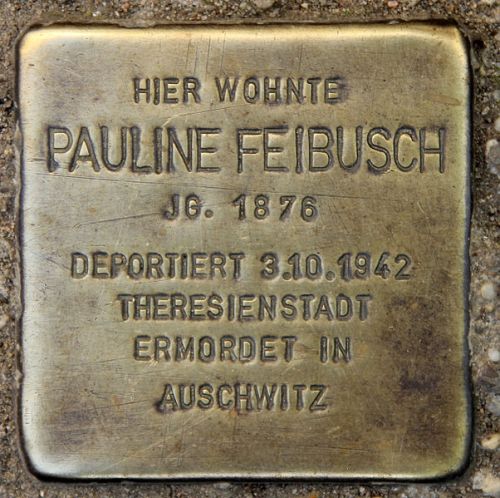 HIER WOHNTE
PAULINE FEIBUSCH
JG. 1876
DEPORTIERT 3.10.1942
THERESIENSTADT
ERMORDET IN
AUSCHWITZ